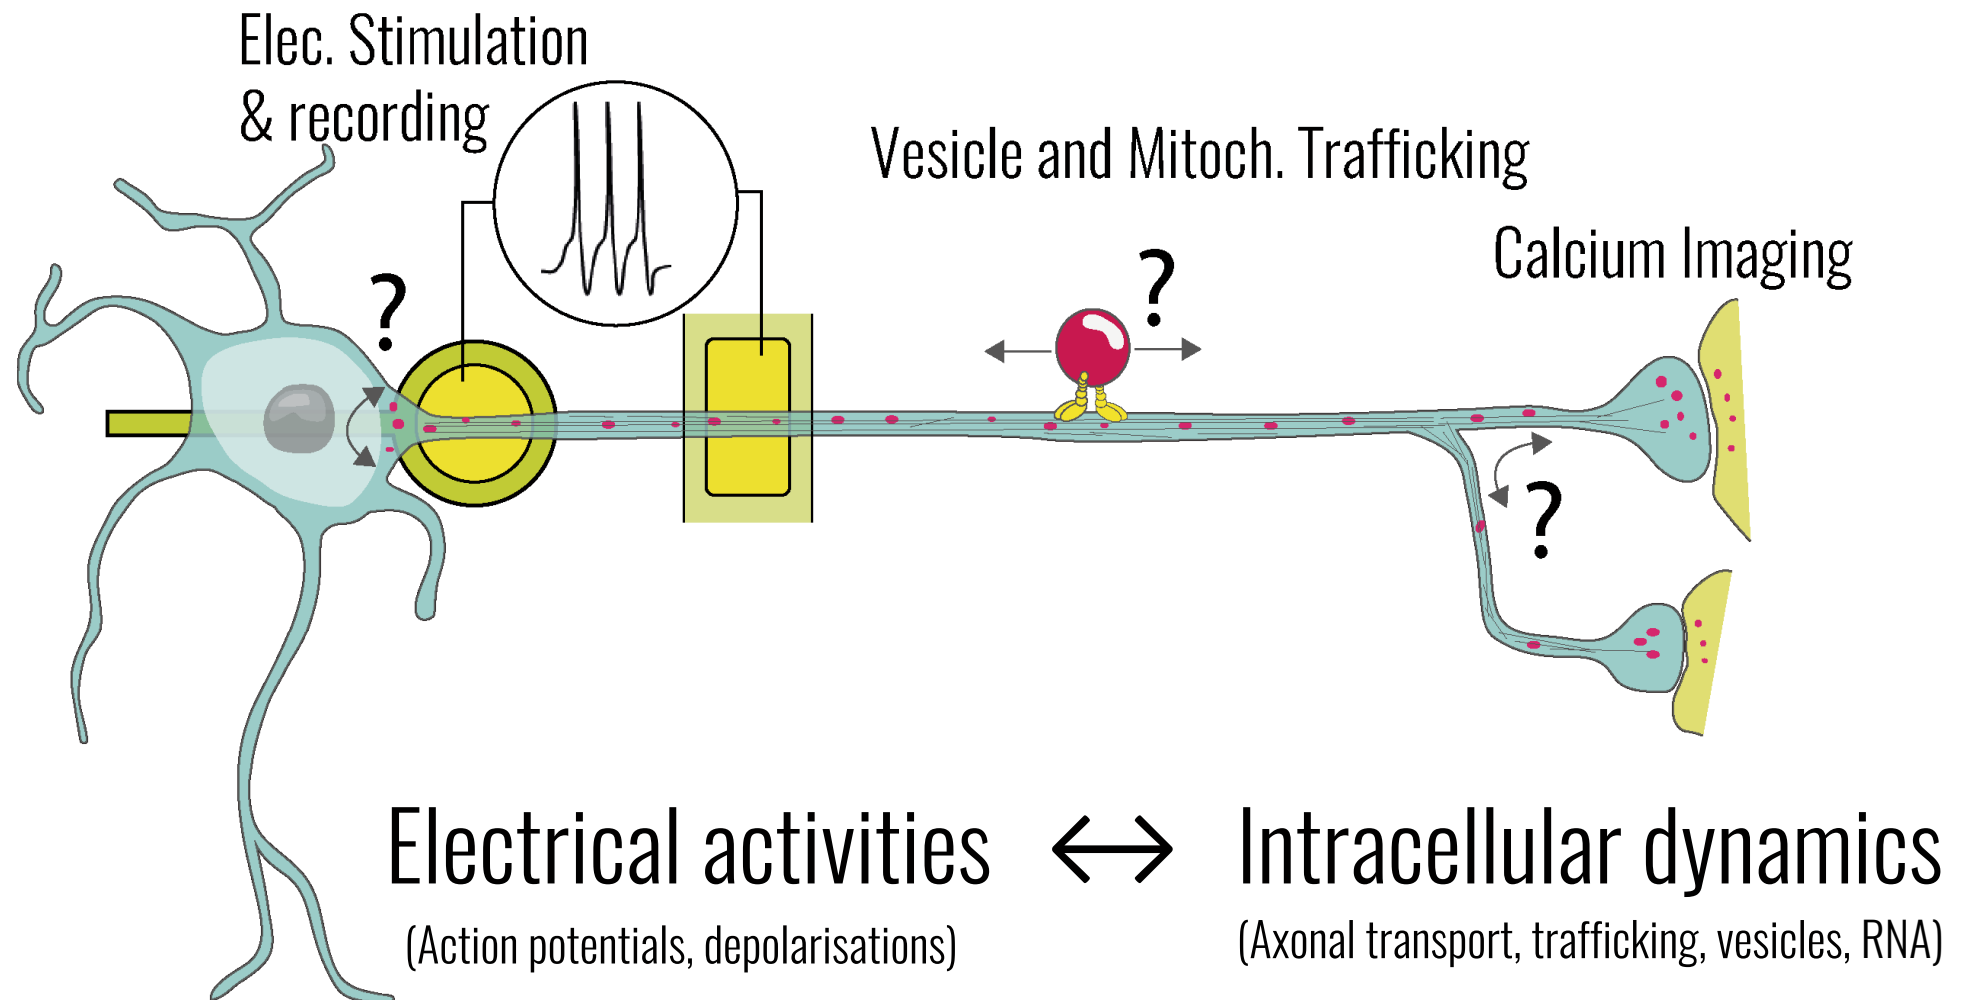 Elec. Stimulation
& recording
Vesicle and Mitoch. Trafficking
Calcium Imaging
?
?
?
Electrical activities ↔ Intracellular dynamics
(Action potentials, depolarisations)
(Axonal transport, trafficking, vesicles, RNA)